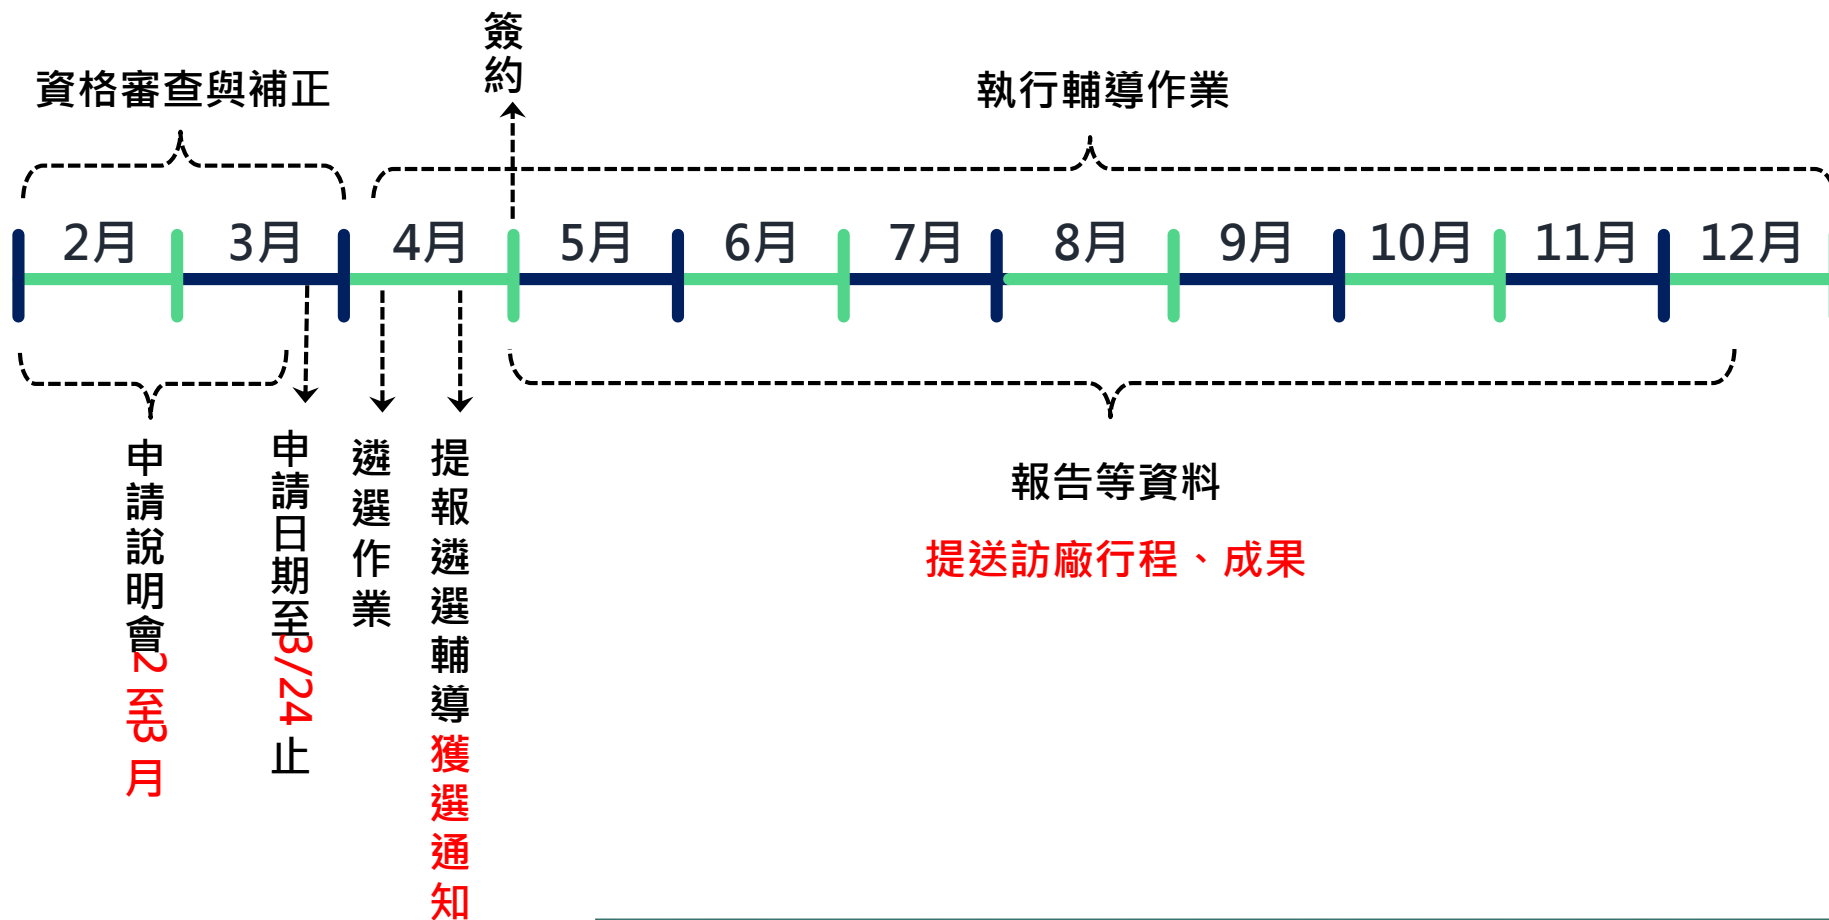 簽約
資格審查與補正
執行輔導作業
2月
3月
4月
5月
6月
7月
8月
9月
10月
11月
12月
申請說明會2至3月
申請日期至3/24止
遴選作業
提報遴選輔導獲選通知
報告等資料
提送訪廠行程、成果